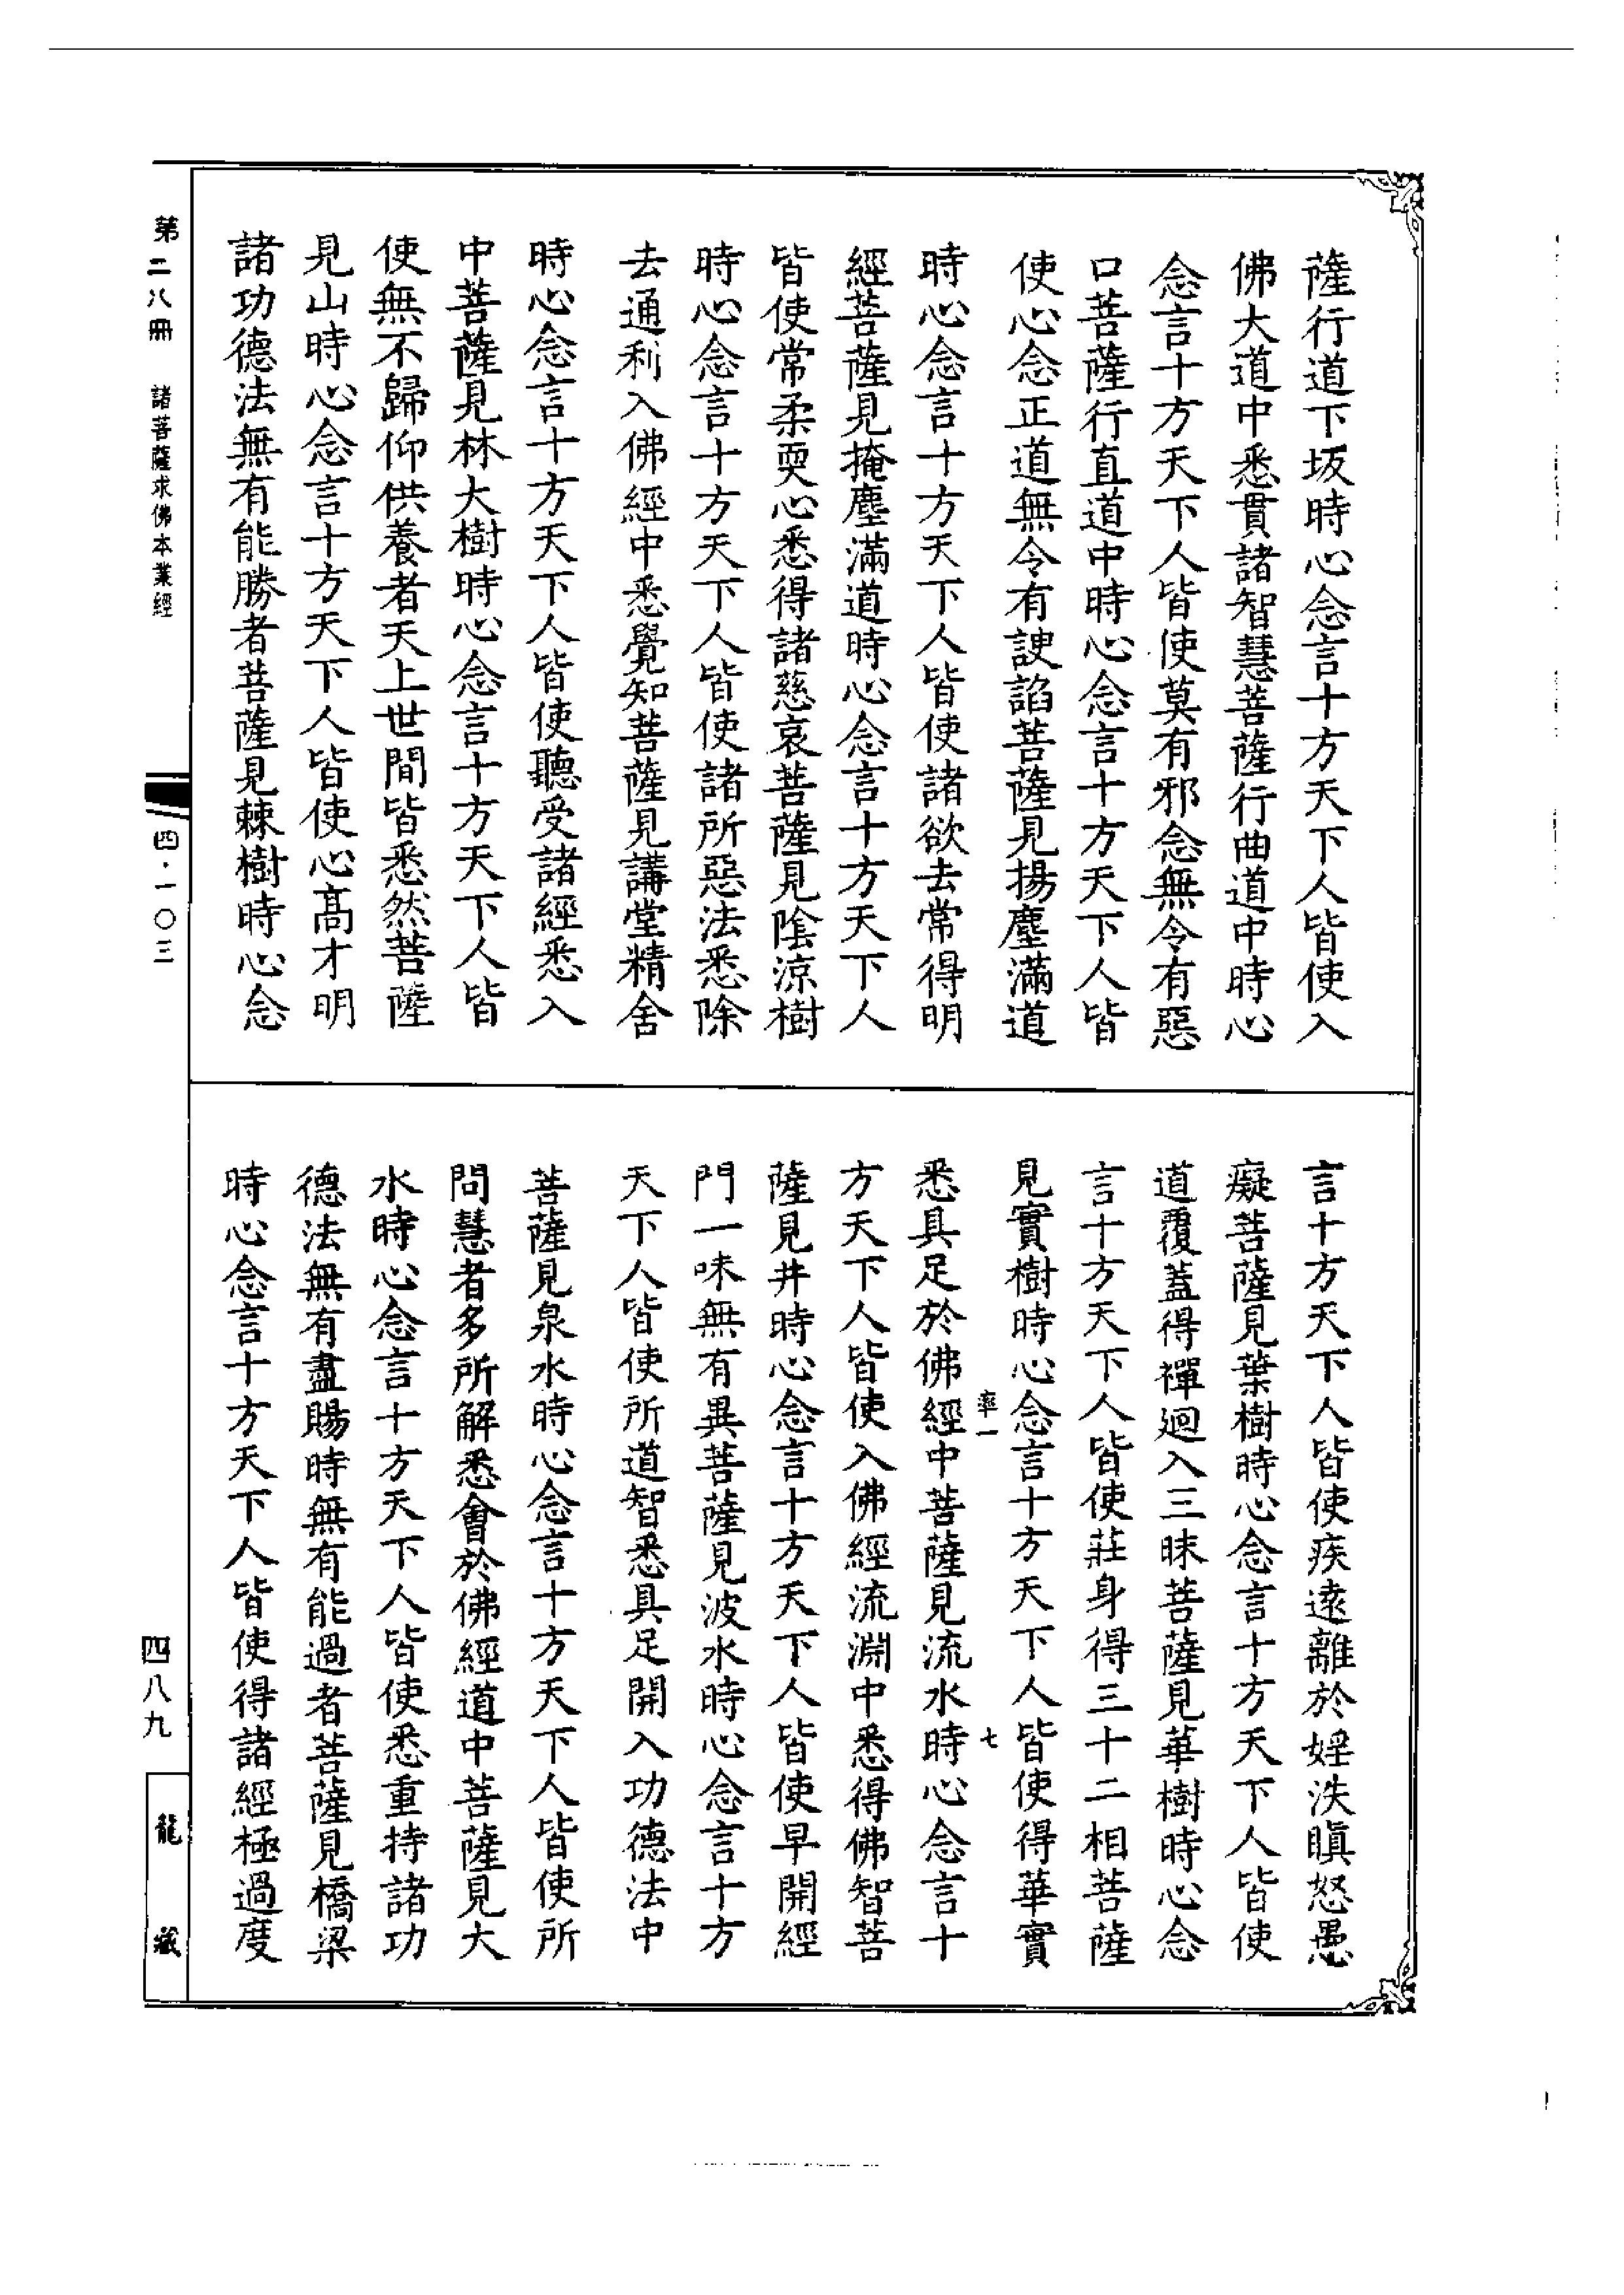 薩行道下坂時心念言十方天下人皆使入
佛大道中悉貫諸智慧菩薩行曲道中時心
念言十方天下人皆使莫有邪念無令有惡
口菩薩行直道中時心念言十方天下人皆
使心念正道無令有諛諂菩薩見揚塵滿道
時心念言十方天下人皆使諸欲去常得明
經菩薩見掩塵滿道時心念言十方天下人
皆使常柔耎心悉得諸慈哀菩薩見陰涼樹
時心念言十方天下人皆使諸所惡法悉除
去通利入佛經中悉覺知菩薩見講堂精舍
時心念言十方天下人皆使聽受諸經悉入
中菩薩見林大樹時心念言十方天下人皆
使無不歸仰供養者天上世間皆悉然菩薩
見山時心念言十方天下人皆使心高才明
諸功德法無有能勝者菩薩見棘樹時心念
言十方天下人皆使疾遠離於婬泆瞋怒愚
癡菩薩見葉樹時心念言十方天下人皆使
道覆蓋得禪迴入三昧菩薩見華樹時心念
言十方天下人皆使莊身得三十二相菩薩
見實樹時心念言十方天下人皆使得華實
率一 七
悉具足於佛經中菩薩見流水時心念言十
方天下人皆使入佛經流淵中悉得佛智菩
薩見井時心念言十方天下人皆使早開經
門一味無有異菩薩見波水時心念言十方
天下人皆使所道智悉具足開入功德法中
菩薩見泉水時心念言十方天下人皆使所
問慧者多所解悉會於佛經道中菩薩見大
水時心念言十方天下人皆使悉重持諸功
德法無有盡賜時無有能過者菩薩見橋梁
時心念言十方天下人皆使得諸經極過度
第二八冊 諸菩薩求佛本業經
四·一〇三
四八九
龍藏